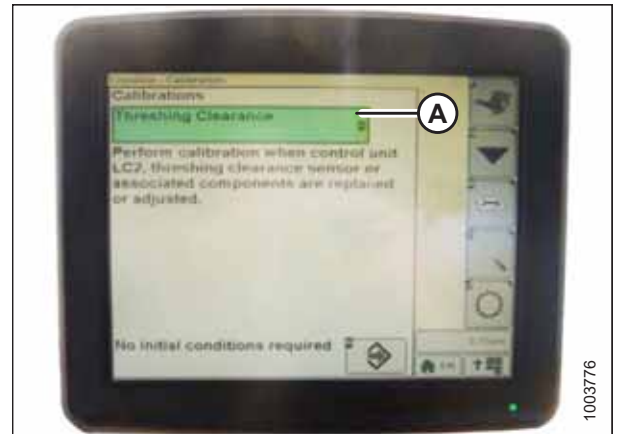 Calibrations
Threshing Clearance
A
Perform calibration when control unit
LC2, threshing clearance sensor or
associated components are replaced
or adjusted.
No initial conditions required
1003776